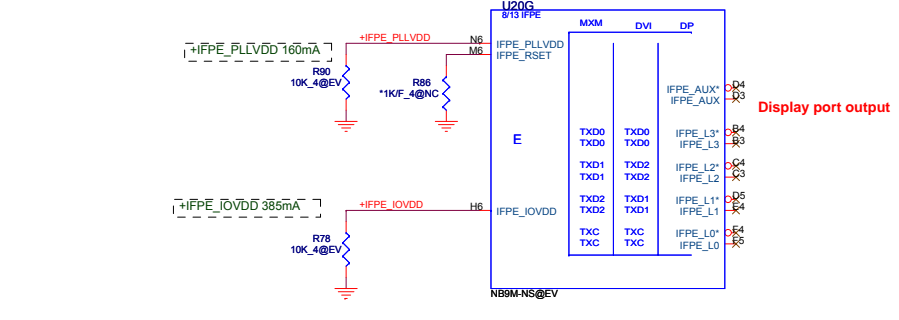 U20G
8/13 IFPE
MXM DVI DP
+IFPE_PLLVDD 160mA
+IFPE_PLLVDD
N6
IFPE_PLLVDD
M6
IFPE_RSET
R90
10K_4@EV
R86
*1K/F_4@NC
IFPE_AUX*
D4
IFPE_AUX
D3
Display port output
E
TXD0 TXD0 IFPE_L3* B4
TXD0 TXD0 IFPE_L3 B3
TXD1 TXD2 IFPE_L2* C4
TXD1 TXD2 IFPE_L2 C3
TXD2 TXD1 IFPE_L1* D5
TXD2 TXD1 IFPE_L1 E4
TXC TXC IFPE_L0* F4
TXC TXC IFPE_L0 F5
+IFPE_IOVDD 385mA
+IFPE_IOVDD
H6
IFPE_IOVDD
R78
10K_4@EV
NB9M-NS@EV